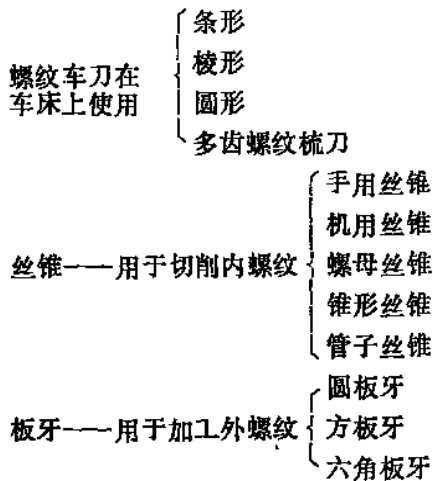 螺纹车刀在
车床上使用
条形
棱形
圆形
多齿螺纹梳刀
丝锥——用于切削内螺纹
手用丝锥
机用丝锥
螺母丝锥
锥形丝锥
管子丝锥
板牙——用于加工外螺纹
圆板牙
方板牙
六角板牙